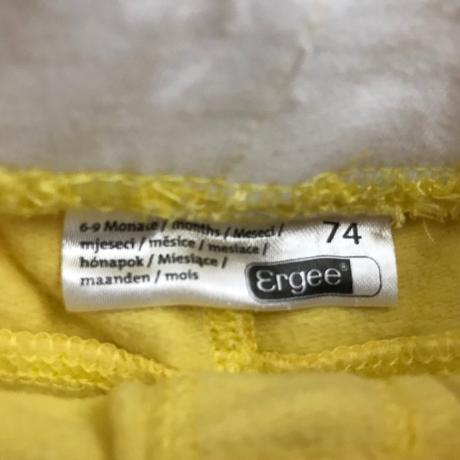 6-9 Monate / months / Meseci /
mjeseci / měsíce / mesiace /
hónapok / Miesiące /
maanden / mois
74
Ergee®